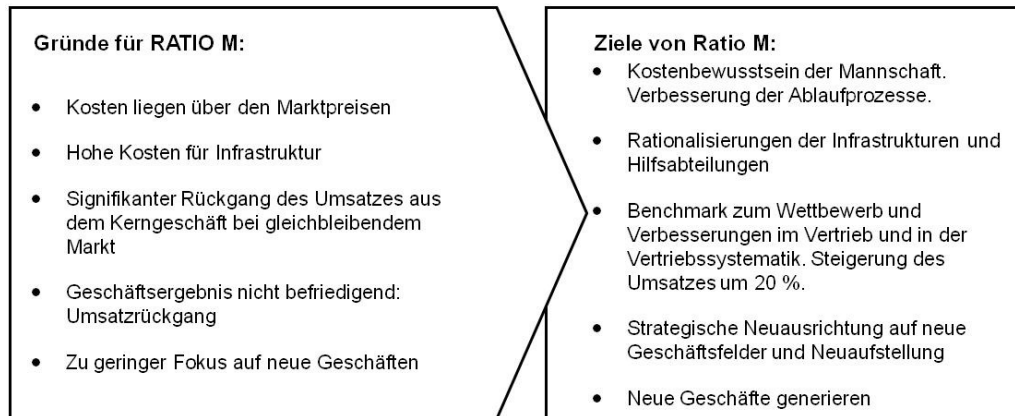 Gründe für RATIO M:
• Kosten liegen über den Marktpreisen
• Hohe Kosten für Infrastruktur
• Signifikanter Rückgang des Umsatzes aus
dem Kerngeschäft bei gleichbleibendem
Markt
• Geschäftsergebnis nicht befriedigend:
Umsatzrückgang
• Zu geringer Fokus auf neue Geschäften
Ziele von Ratio M:
• Kostenbewusstsein der Mannschaft.
Verbesserung der Ablaufprozesse.
• Rationalisierungen der Infrastrukturen und
Hilfsabteilungen
• Benchmark zum Wettbewerb und
Verbesserungen im Vertrieb und in der
Vertriebssystematik. Steigerung des
Umsatzes um 20 %.
• Strategische Neuausrichtung auf neue
Geschäftsfelder und Neuaufstellung
• Neue Geschäfte generieren